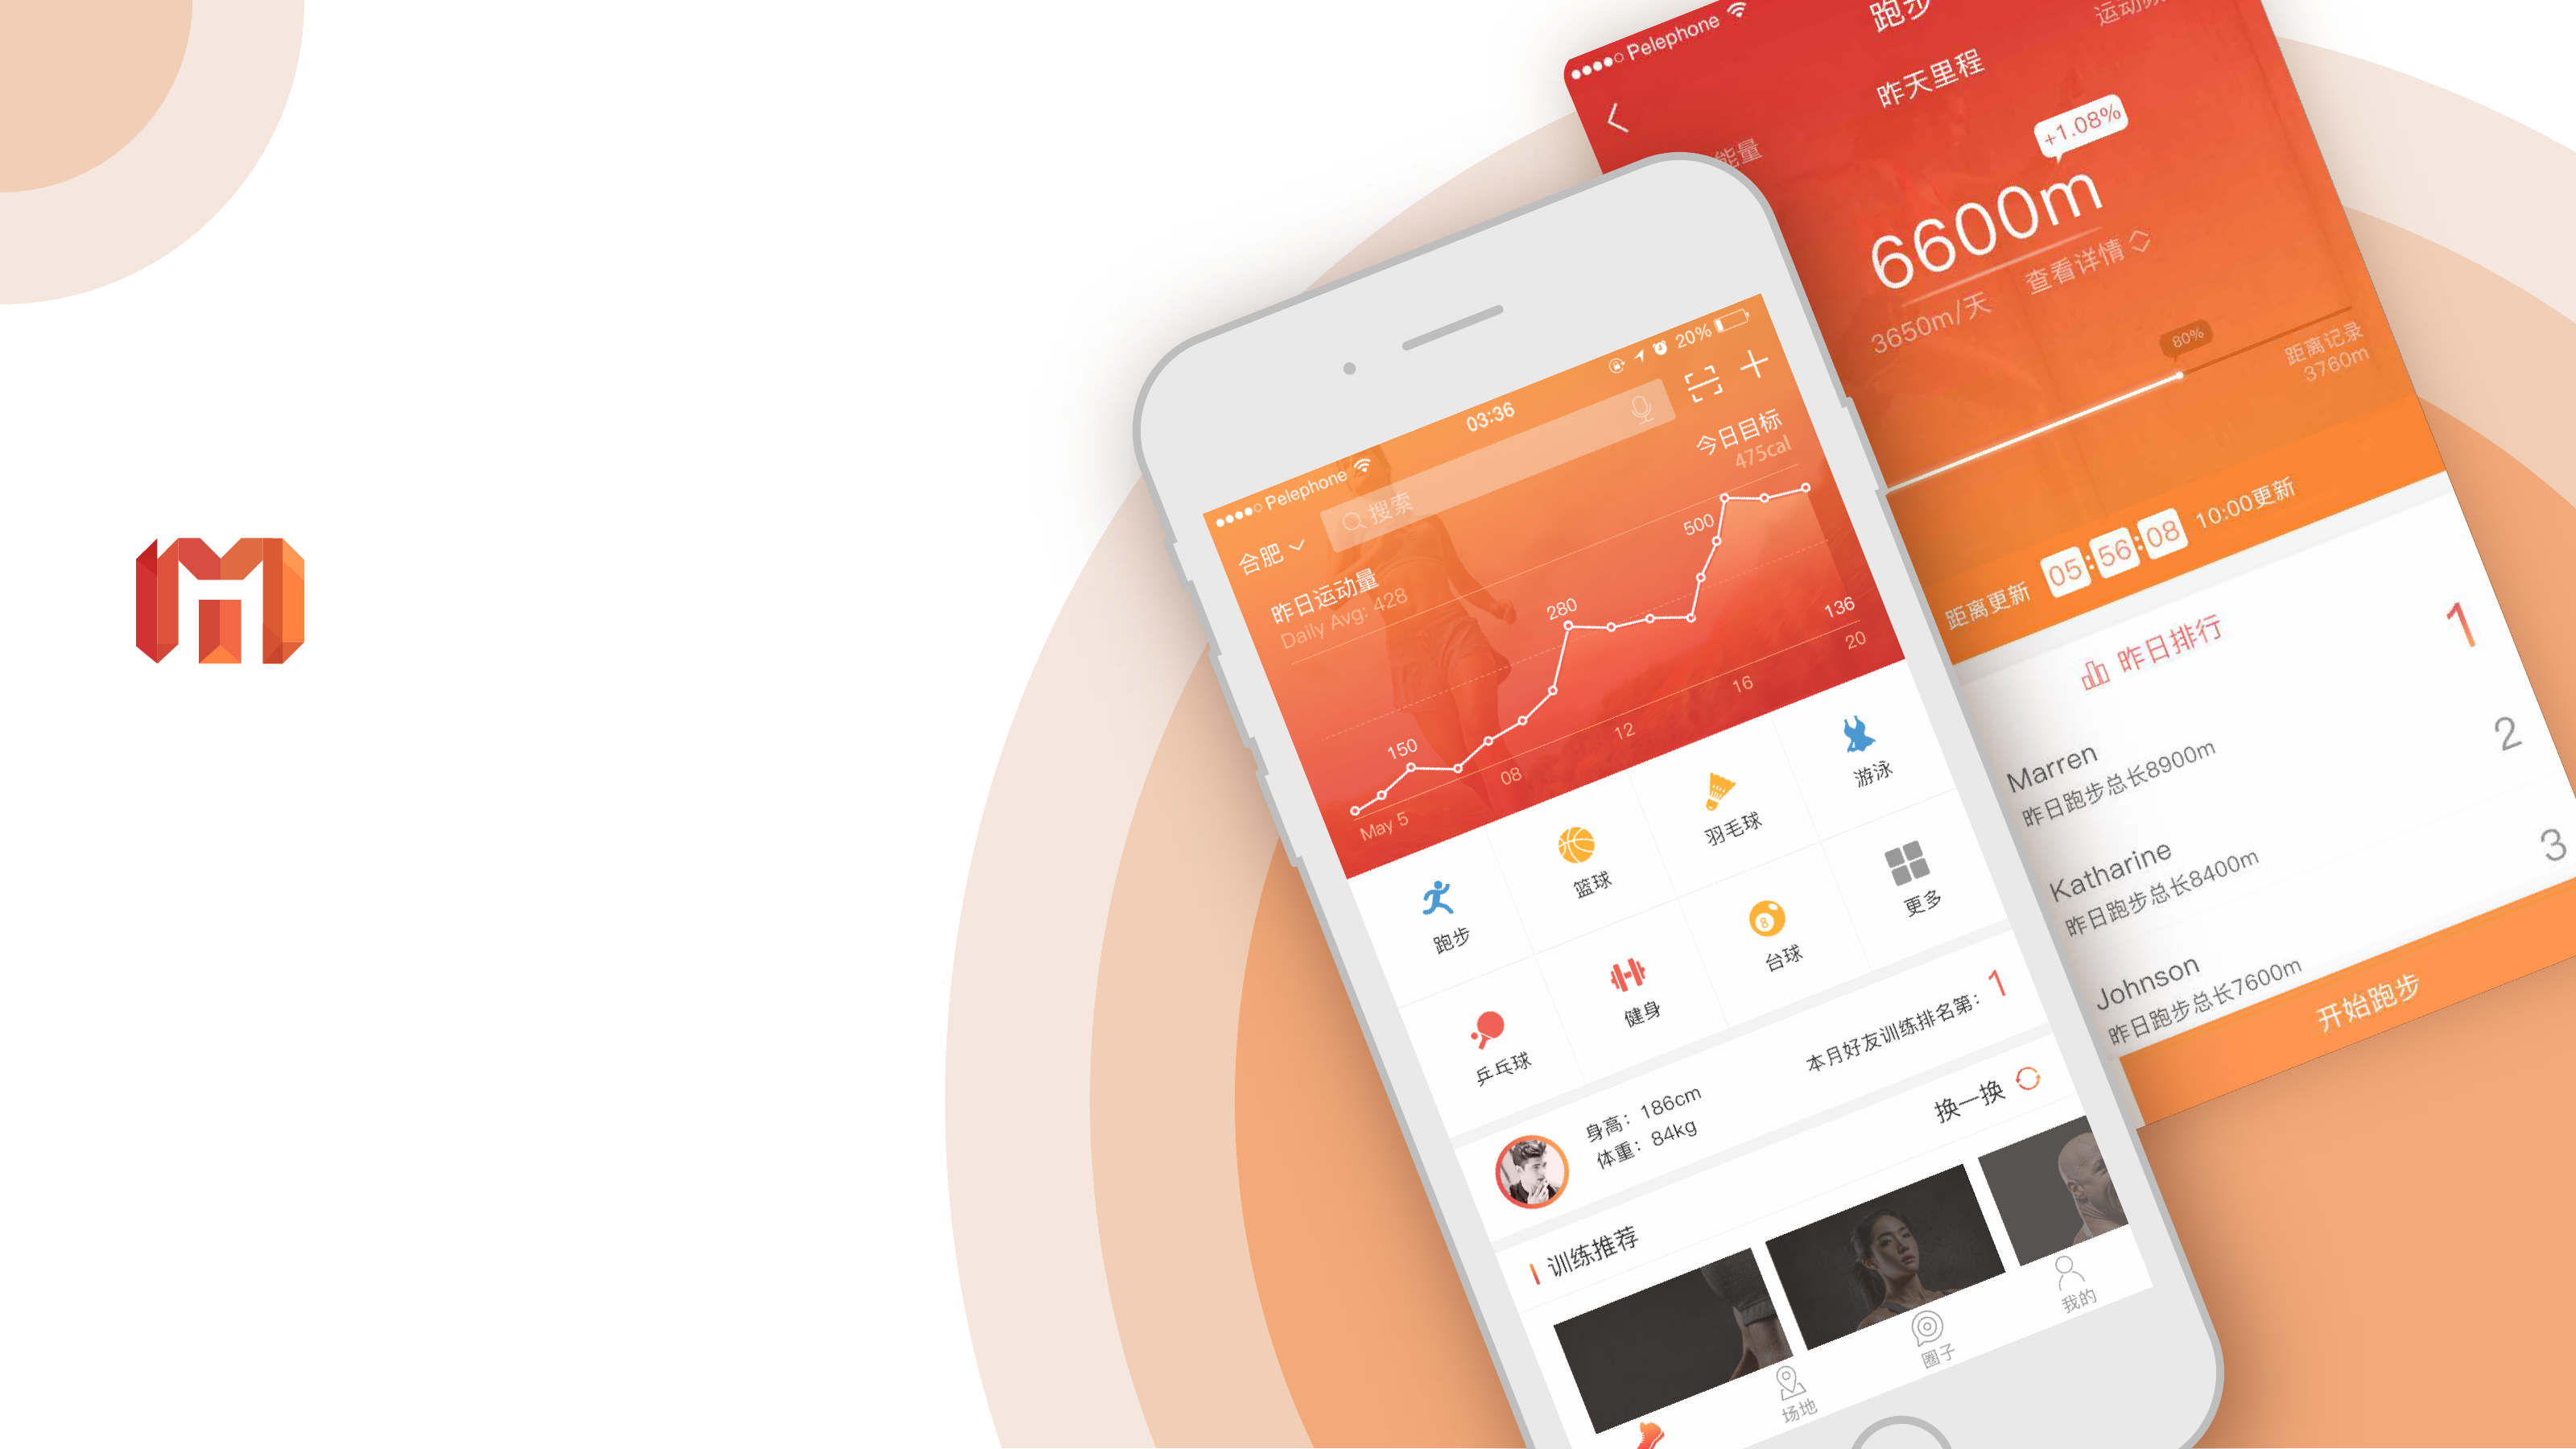 Pelephone
03:36
20%
合肥
搜索
今日目标
475cal
昨日运动量
Daily Avg: 428
150
280
500
136
May 5
08
12
16
20
跑步
篮球
羽毛球
游泳
乒乓球
健身
台球
更多
8
身高：186cm
体重：84kg
本月好友训练排名第：1
训练推荐
换一换
场地
圈子
我的
Pelephone
跑步
昨天里程
能量
+1.08%
6600m
3650m/天
查看详情
80%
距离记录
3760m
距离更新
05:56:08
10:00更新
昨日排行
1
Marren
昨日跑步总长8900m
2
Katharine
昨日跑步总长8400m
3
Johnson
昨日跑步总长7600m
开始跑步